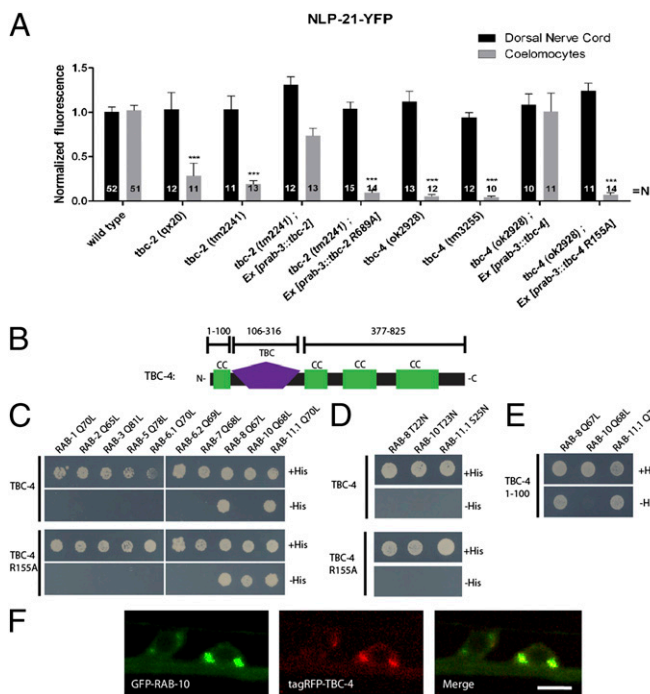 A
NLP-21-YFP
Dorsal Nerve Cord
Coelomocytes
Normalized fluorescence
1.5
1.0
0.5
0.0
*** *** *** *** *** ***
52 51 12 11 11 13 12 13 15 14 13 12 12 10 10 11 11 14
=N
wild type
tbc-2 (qx20)
tbc-2 (tm2241)
tbc-2 (tm2241) ;
Ex [prab-3::tbc-2]
tbc-2 (tm2241) ;
Ex [prab-3::tbc-2 R689A]
tbc-4 (ok2928)
tbc-4 (tm3255)
tbc-4 (ok2928) ;
Ex [prab-3::tbc-4]
tbc-4 (ok2928) ;
Ex [prab-3::tbc-4 R155A]
B
1-100 106-316 377-825
TBC
CC CC CC CC
TBC-4: N- -C
C
RAB-1 Q70L
RAB-2 Q65L
RAB-3 Q81L
RAB-5 Q78L
RAB-6.1 Q70L
RAB-6.2 Q69L
RAB-7 Q68L
RAB-8 Q67L
RAB-10 Q68L
RAB-11.1 Q70L
TBC-4
+His
-His
TBC-4
R155A
+His
-His
D
RAB-8 T22N
RAB-10 T23N
RAB-11.1 S25N
TBC-4
+His
-His
TBC-4
R155A
+His
-His
E
RAB-8 Q67L
RAB-10 Q68L
RAB-11.1 Q7
TBC-4
1-100
+H
-H
F
GFP-RAB-10
tagRFP-TBC-4
Merge